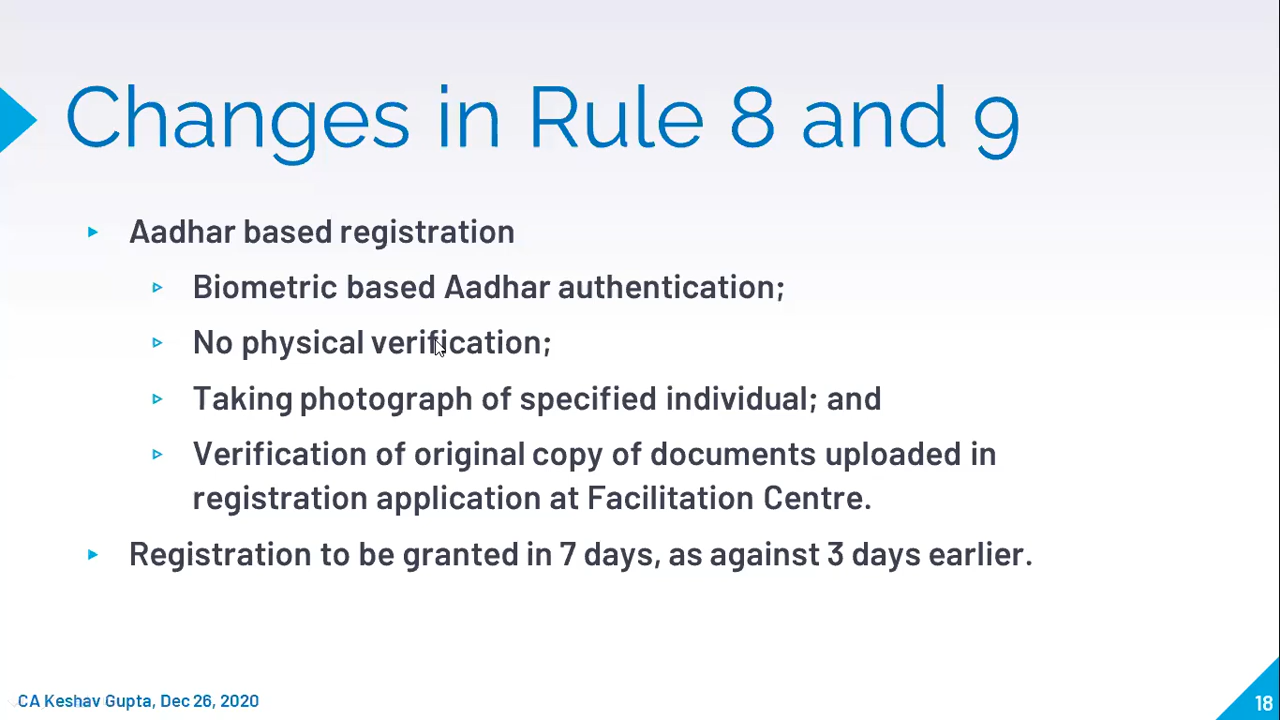 Changes in Rule 8 and 9
Aadhar based registration
Biometric based Aadhar authentication;
No physical verification;
Taking photograph of specified individual; and
Verification of original copy of documents uploaded in
registration application at Facilitation Centre.
Registration to be granted in 7 days, as against 3 days earlier.
CA Keshav Gupta, Dec 26, 2020
18